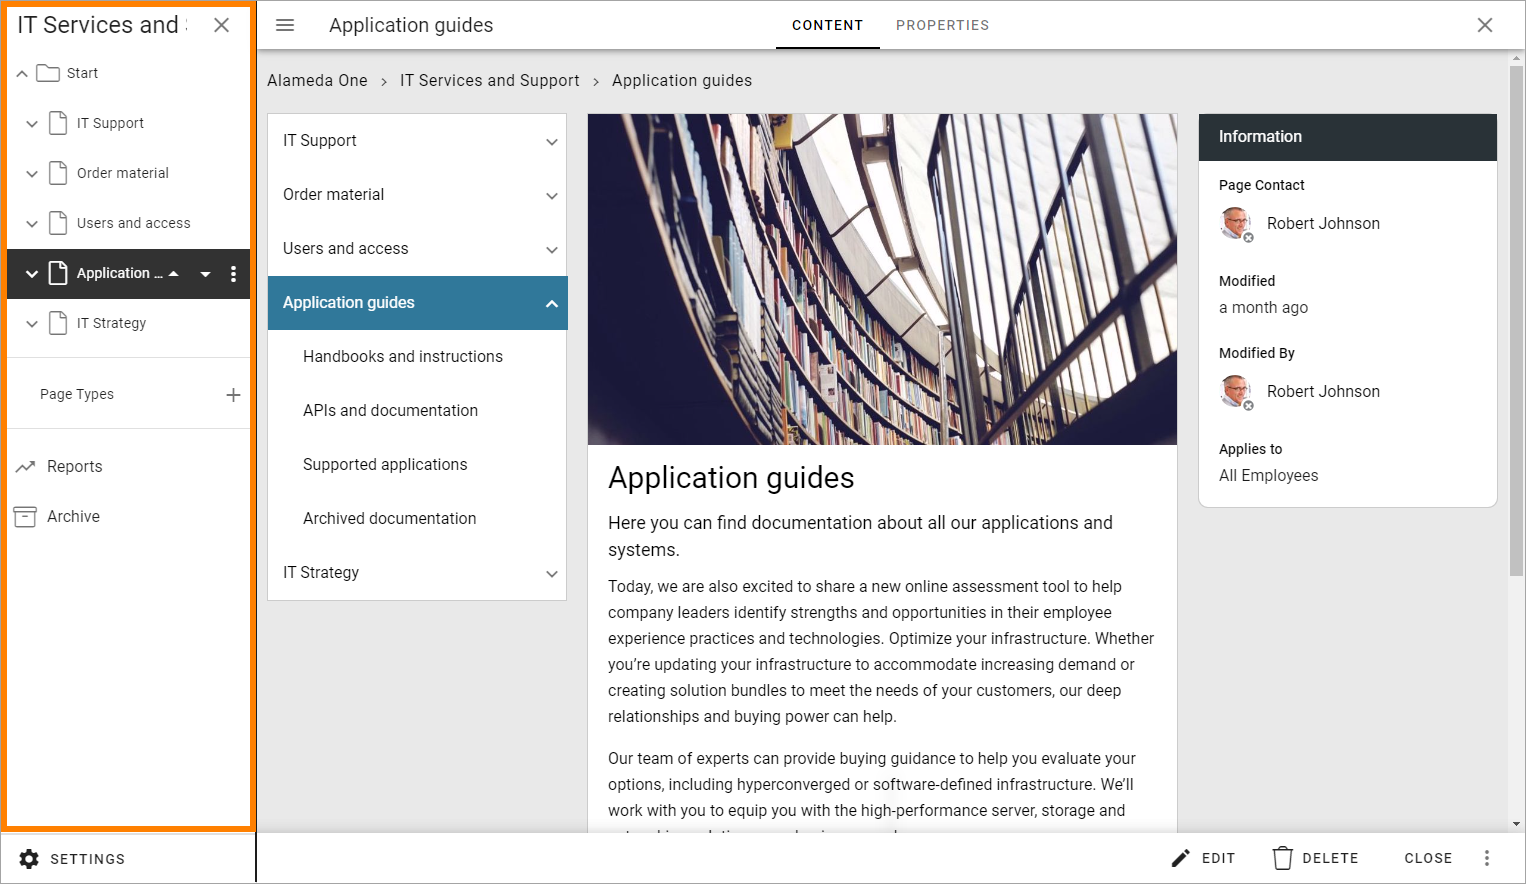 IT Services and
Start
IT Support
Order material
Users and access
Application ...
IT Strategy
Page Types
Reports
Archive
SETTINGS
Application guides
CONTENT
PROPERTIES
Alameda One > IT Services and Support > Application guides
IT Support
Order material
Users and access
Application guides
Handbooks and instructions
APIs and documentation
Supported applications
Archived documentation
IT Strategy
Application guides
Here you can find documentation about all our applications and
systems.
Today, we are also excited to share a new online assessment tool to help
company leaders identify strengths and opportunities in their employee
experience practices and technologies. Optimize your infrastructure. Whether
you’re updating your infrastructure to accommodate increasing demand or
creating solution bundles to meet the needs of your customers, our deep
relationships and buying power can help.
Our team of experts can provide buying guidance to help you evaluate your
options, including hyperconverged or software-defined infrastructure. We’ll
work with you to equip you with the high-performance server, storage and
Information
Page Contact
Robert Johnson
Modified
a month ago
Modified By
Robert Johnson
Applies to
All Employees
EDIT
DELETE
CLOSE